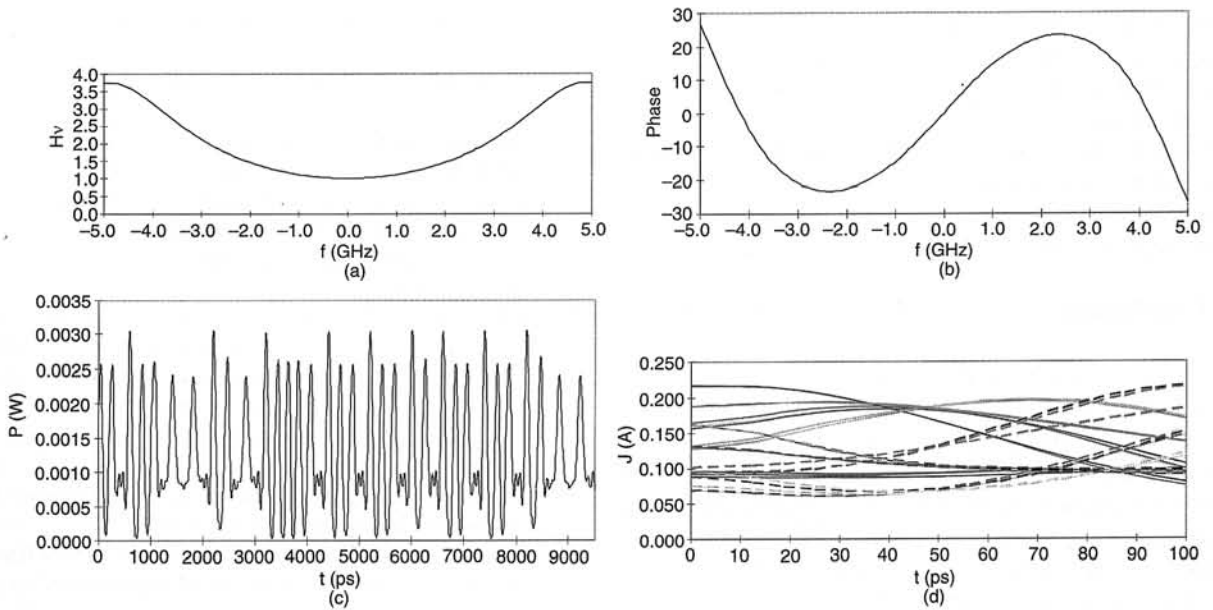 4.0
3.5
3.0
2.5
2.0
1.5
1.0
0.5
0.0
Hν
−5.0 −4.0 −3.0 −2.0 −1.0 0.0 1.0 2.0 3.0 4.0 5.0
f (GHz)
(a)
30
20
10
0
−10
−20
−30
Phase
−5.0 −4.0 −3.0 −2.0 −1.0 0.0 1.0 2.0 3.0 4.0 5.0
f (GHz)
(b)
0.0035
0.0030
0.0025
0.0020
0.0015
0.0010
0.0005
0.0000
P (W)
0 1000 2000 3000 4000 5000 6000 7000 8000 9000
t (ps)
(c)
0.250
0.200
0.150
0.100
0.050
0.000
J (A)
0 10 20 30 40 50 60 70 80 90 100
t (ps)
(d)